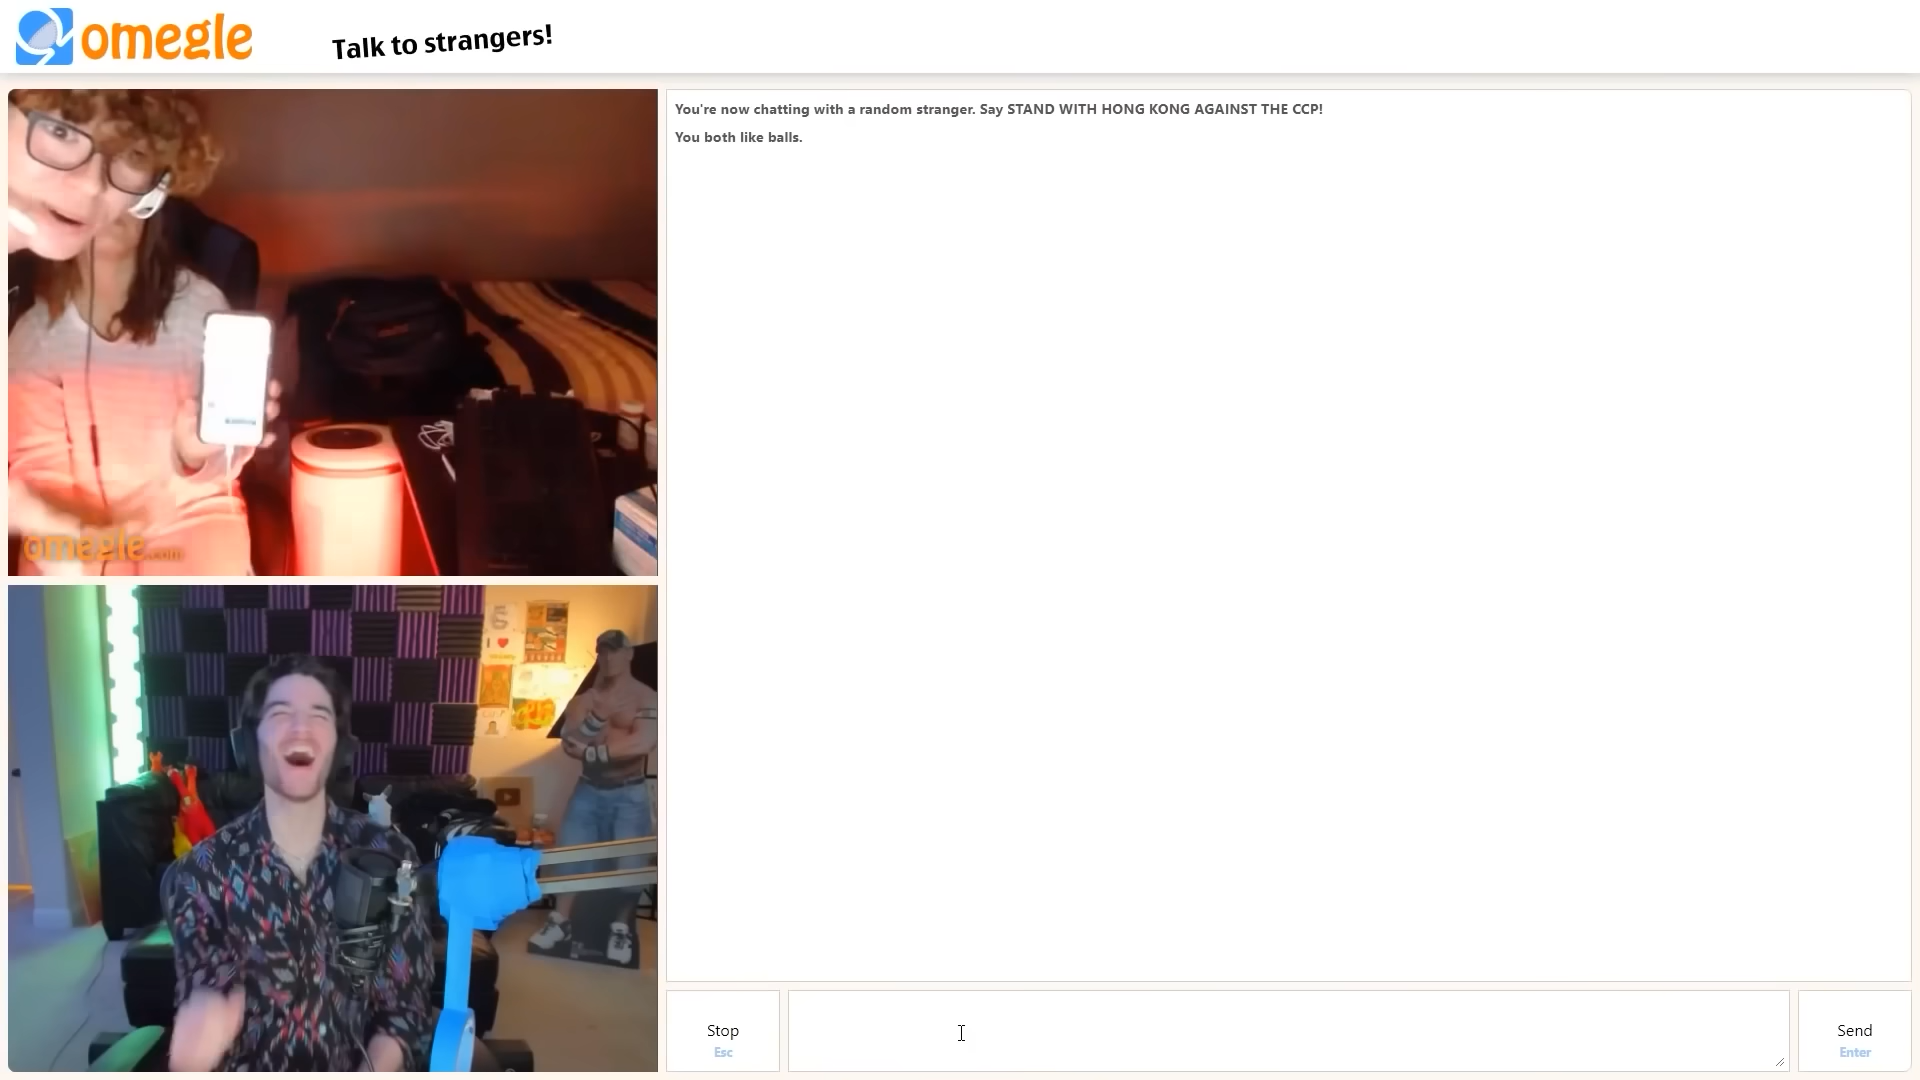 omegle
Talk to strangers!
You're now chatting with a random stranger. Say STAND WITH HONG KONG AGAINST THE CCP!
You both like balls.
omegle.com
Stop
Esc
Send
Enter